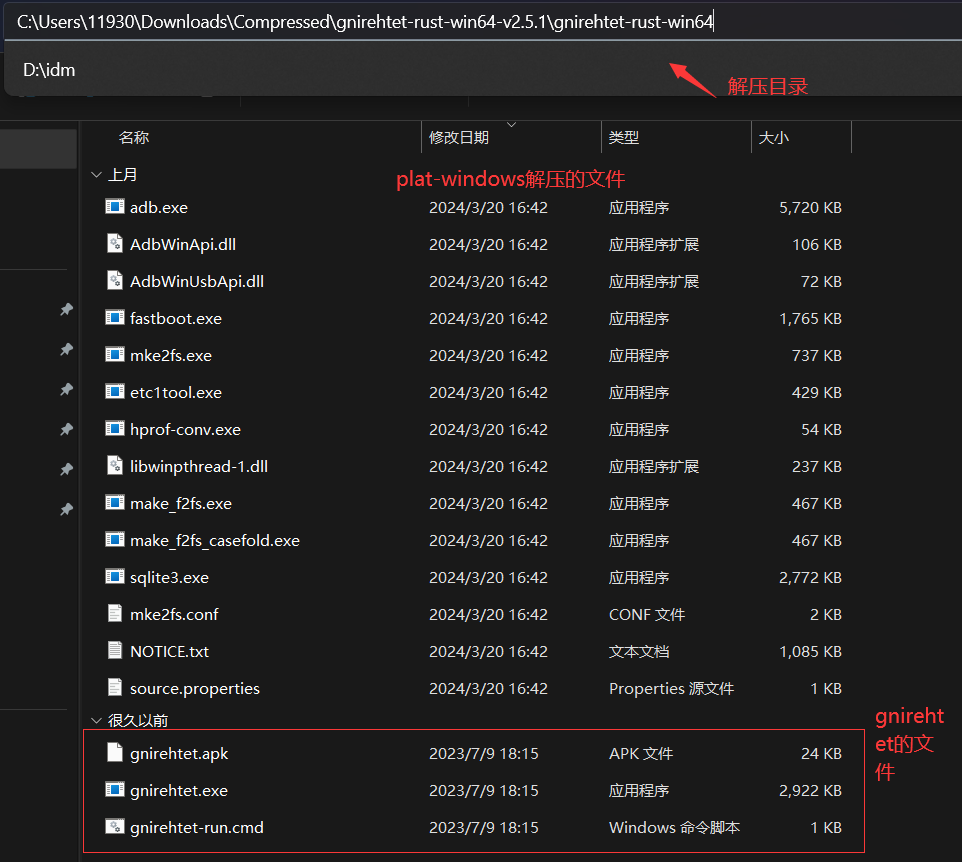 C:\Users\11930\Downloads\Compressed\gnirehtet-rust-win64-v2.5.1\gnirehtet-rust-win64
D:\idm
解压目录
名称 修改日期 类型 大小
上月
plat-windows解压的文件
adb.exe 2024/3/20 16:42 应用程序 5,720 KB
AdbWinApi.dll 2024/3/20 16:42 应用程序扩展 106 KB
AdbWinUsbApi.dll 2024/3/20 16:42 应用程序扩展 72 KB
fastboot.exe 2024/3/20 16:42 应用程序 1,765 KB
mke2fs.exe 2024/3/20 16:42 应用程序 737 KB
etc1tool.exe 2024/3/20 16:42 应用程序 429 KB
hprof-conv.exe 2024/3/20 16:42 应用程序 54 KB
libwinpthread-1.dll 2024/3/20 16:42 应用程序扩展 237 KB
make_f2fs.exe 2024/3/20 16:42 应用程序 467 KB
make_f2fs_casefold.exe 2024/3/20 16:42 应用程序 467 KB
sqlite3.exe 2024/3/20 16:42 应用程序 2,772 KB
mke2fs.conf 2024/3/20 16:42 CONF 文件 2 KB
NOTICE.txt 2024/3/20 16:42 文本文档 1,085 KB
source.properties 2024/3/20 16:42 Properties 源文件 1 KB
很久以前
gnirehtet.apk 2023/7/9 18:15 APK 文件 24 KB
gnirehtet.exe 2023/7/9 18:15 应用程序 2,922 KB
gnirehtet-run.cmd 2023/7/9 18:15 Windows 命令脚本 1 KB
gnireht
et的文
件